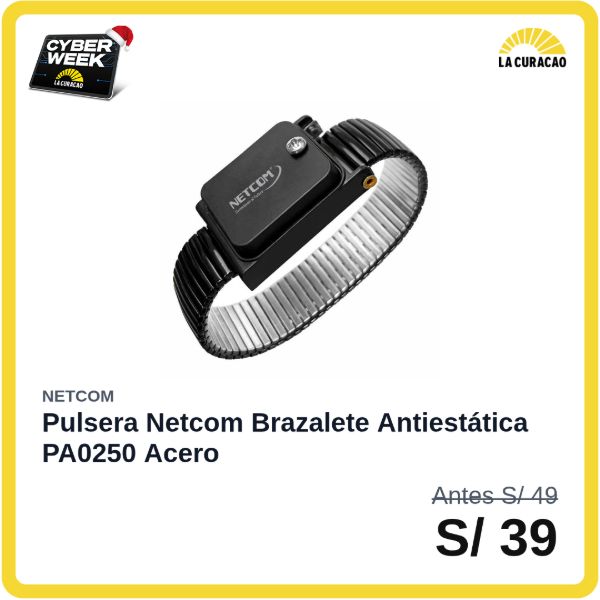 CYBER
WEEK
LA CURACAO
LA CURACAO
NETCOM
NETCOM
Pulsera Netcom Brazalete Antiestática
PA0250 Acero
Antes S/ 49
S/ 39